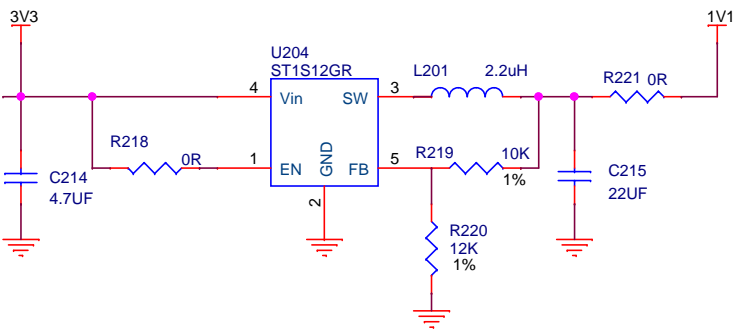 3V3
1V1
U204
ST1S12GR
L201
2.2uH
R221
0R
4
Vin
SW
3
R218
0R
1
EN
GND
FB
5
R219
10K
1%
C214
4.7UF
2
C215
22UF
R220
12K
1%